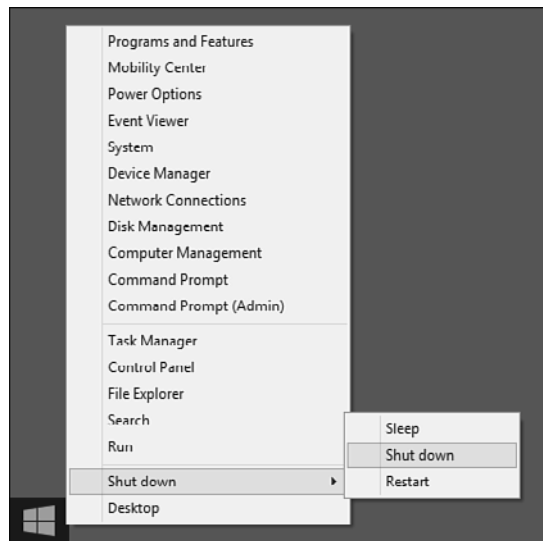 Programs and Features
Mobility Center
Power Options
Event Viewer
System
Device Manager
Network Connections
Disk Management
Computer Management
Command Prompt
Command Prompt (Admin)
Task Manager
Control Panel
File Explorer
Search
Run
Shut down
Desktop
Sleep
Shut down
Restart